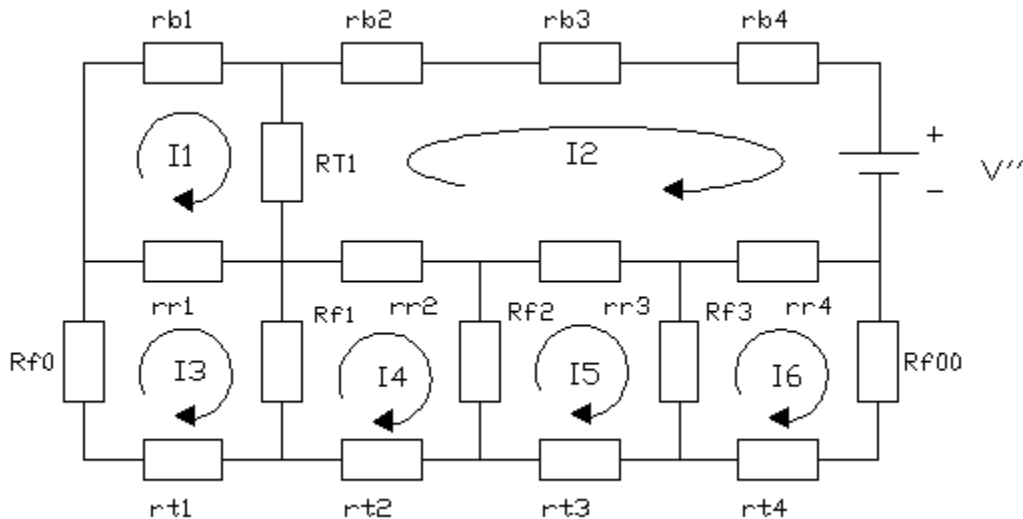 rb1 rb2 rb3 rb4
+
I1 RT1 I2 V''
-
rr1 Rf1 rr2 Rf2 rr3 Rf3 rr4
Rf0 I3 I4 I5 I6 Rf00
rt1 rt2 rt3 rt4